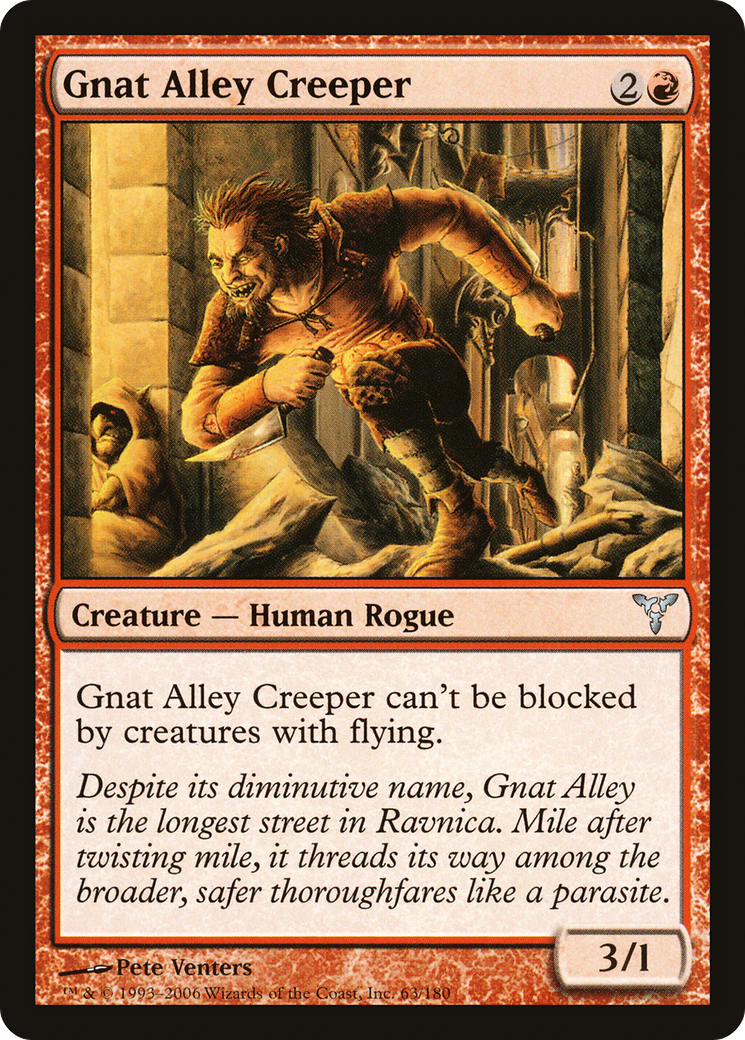 Gnat Alley Creeper 2
Creature — Human Rogue
Gnat Alley Creeper can't be blocked
by creatures with flying.
Despite its diminutive name, Gnat Alley
is the longest street in Ravnica. Mile after
twisting mile, it threads its way among the
broader, safer thoroughfares like a parasite.
3/1
Pete Venters
™ & © 1993–2006 Wizards of the Coast, Inc. 63/180